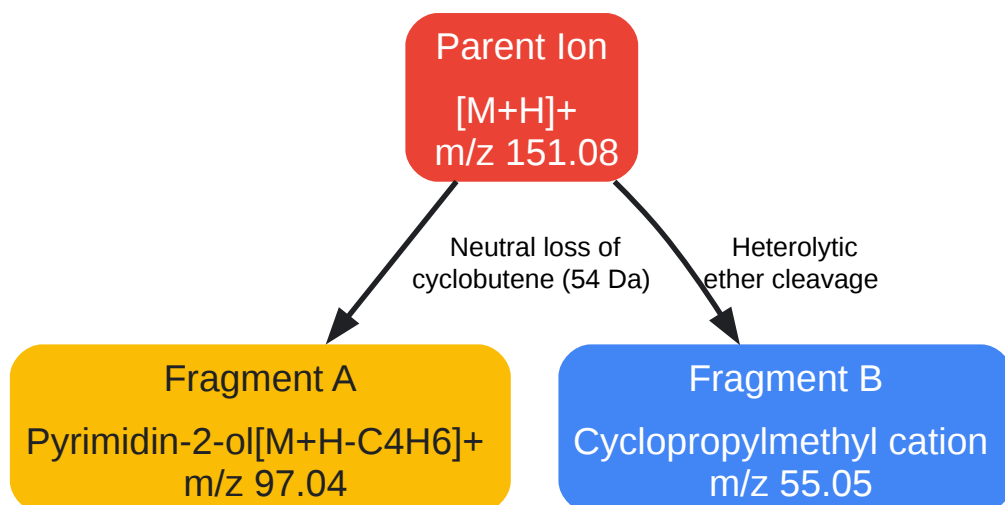 Parent Ion
[M+H]+
m/z 151.08
Neutral loss of
cyclobutene (54 Da)
Heterolytic
ether cleavage
Fragment A
Pyrimidin-2-ol[M+H-C4H6]+
m/z 97.04
Fragment B
Cyclopropylmethyl cation
m/z 55.05